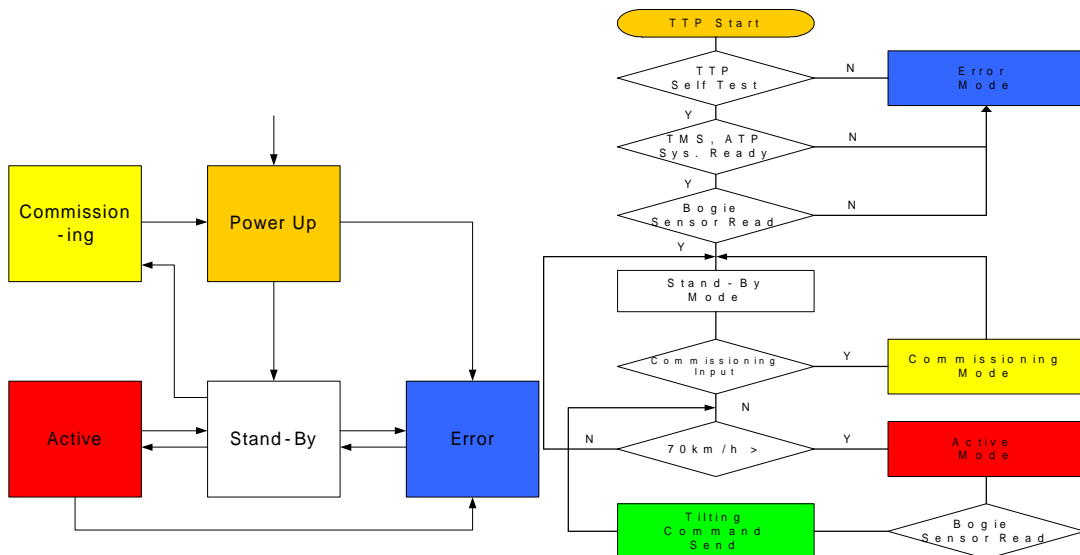 Commission
-ing
Power Up
Active
Stand-By
Error
TTP Start
TTP
Self Test
N
Error
Mode
Y
TMS, ATP
Sys. Ready
N
Y
Bogie
Sensor Read
N
Y
Stand-By
Mode
Commissioning
Input
Y
Commissioning
Mode
N
N
70km/h >
Y
Active
Mode
Tilting
Command
Send
Bogie
Sensor Read